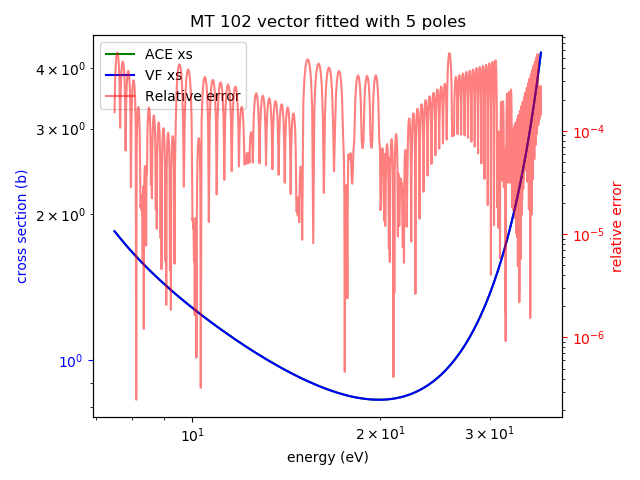 MT 102 vector fitted with 5 poles
ACE xs
VF xs
Relative error
4×10⁰
3×10⁰
2×10⁰
10⁰
cross section (b)
10⁻⁴
10⁻⁵
10⁻⁶
relative error
10¹
2×10¹
3×10¹
energy (eV)